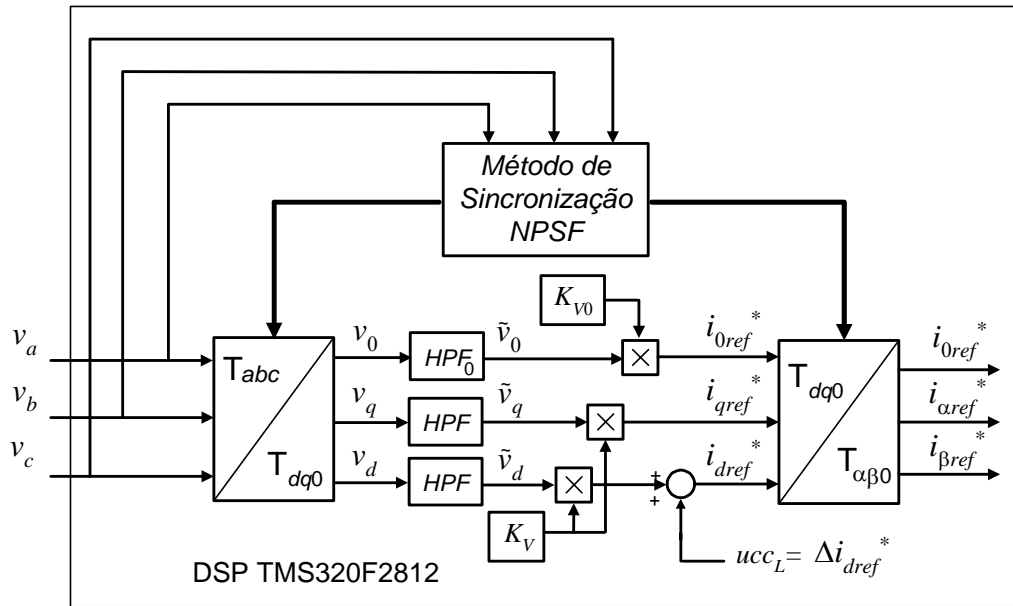 Método de
Sincronização
NPSF
K_V0
v_a
v_b
v_c
T_abc
T_dq0
v_0
HPF_0
ṽ_0
i_0ref^*
v_q
HPF
ṽ_q
i_qref^*
v_d
HPF
ṽ_d
i_dref^*
×
×
×
+
+
K_V
ucc_L = Δi_dref^*
T_dq0
T_αβ0
i_0ref^*
i_αref^*
i_βref^*
DSP TMS320F2812